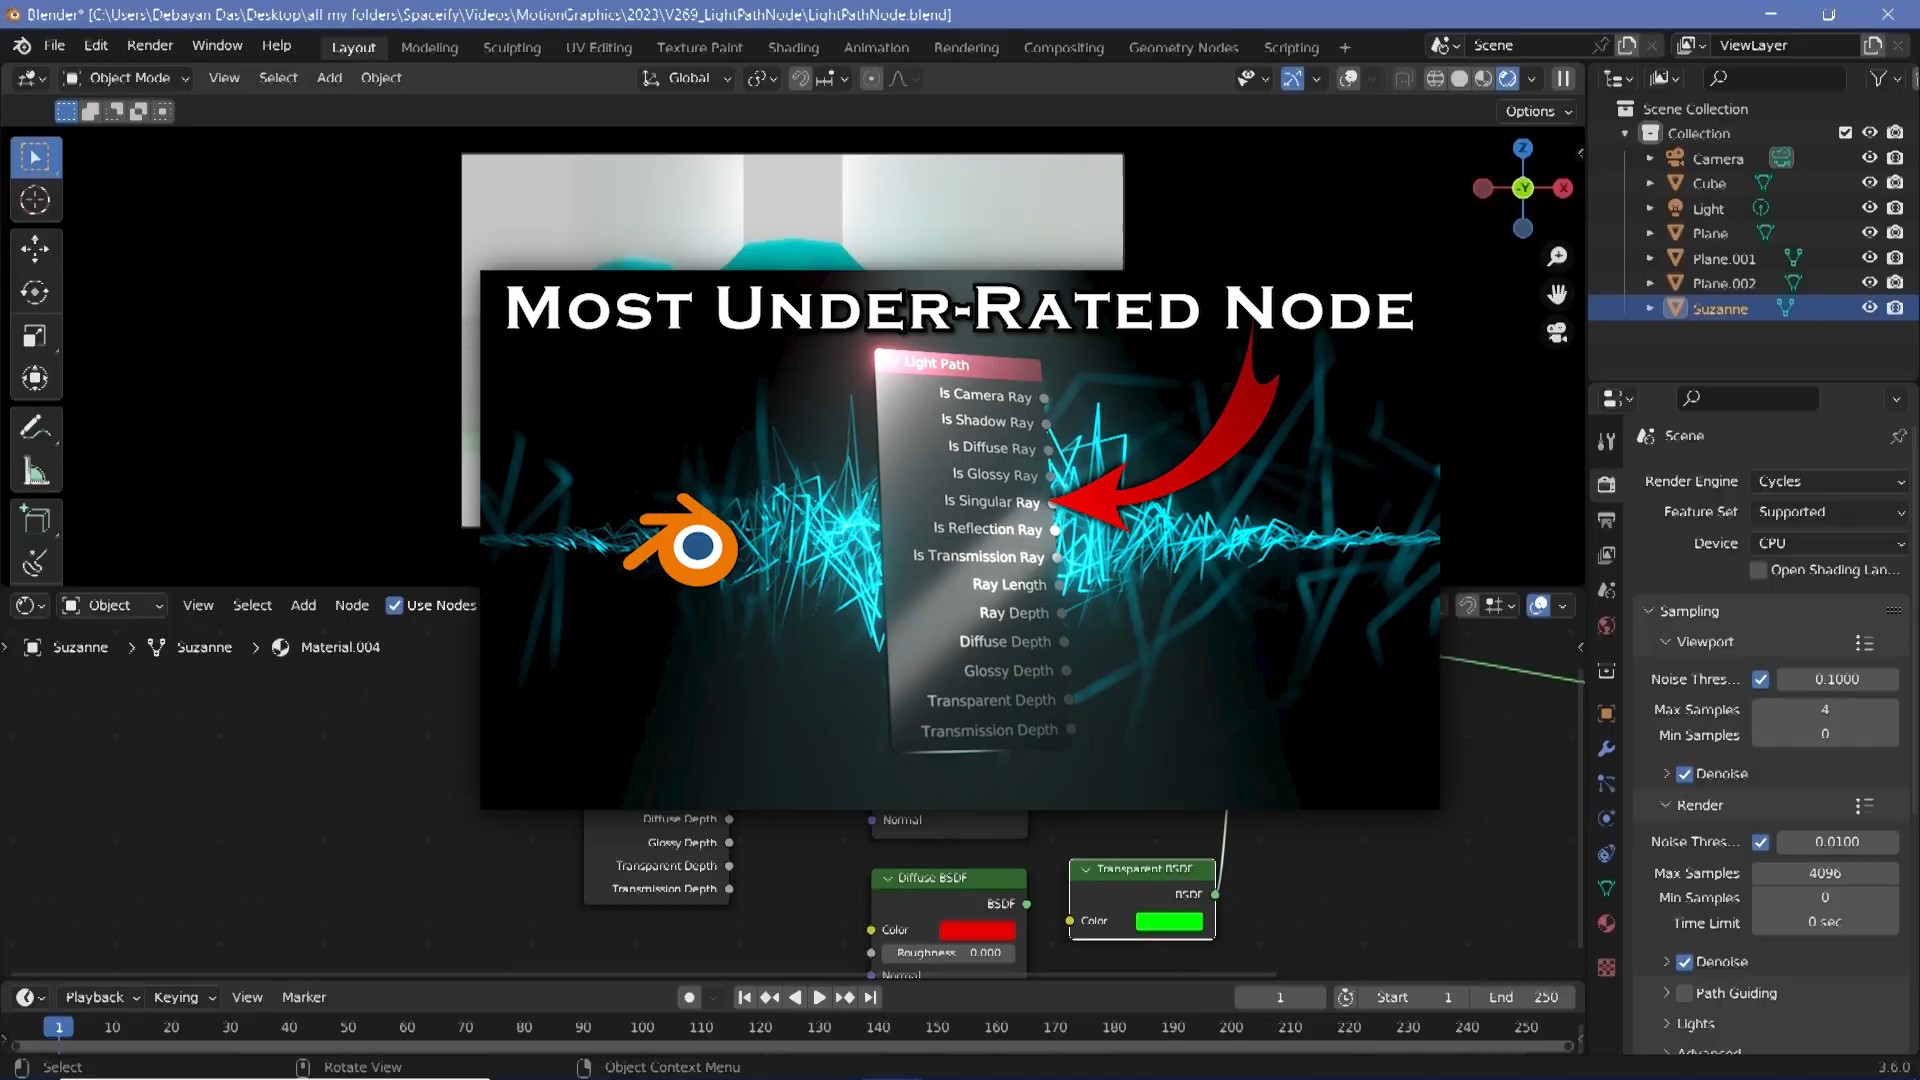 Blender* [C:\Users\Debayan Das\Desktop\all my folders\Spaceify\Videos\MotionGraphics\2023\V269_LightPathNode\LightPathNode.blend]
File Edit Render Window Help Layout Modeling Sculpting UV Editing Texture Paint Shading Animation Rendering Compositing Geometry Nodes Scripting + Scene ViewLayer
Object Mode View Select Add Object Global
Options
Scene Collection
Collection
Camera
Cube
Light
Plane
Plane.001
Plane.002
Suzanne
Z
-Y
X
MOST UNDER-RATED NODE
Light Path
Is Camera Ray
Is Shadow Ray
Is Diffuse Ray
Is Glossy Ray
Is Singular Ray
Is Reflection Ray
Is Transmission Ray
Ray Length
Ray Depth
Diffuse Depth
Glossy Depth
Transparent Depth
Transmission Depth
Scene
Render Engine Cycles
Feature Set Supported
Device CPU
Open Shading Lan...
Sampling
Viewport
Noise Thres... 0.1000
Max Samples 4
Min Samples 0
Denoise
Render
Noise Thres... 0.0100
Max Samples 4096
Min Samples 0
Time Limit 0 sec
Denoise
Path Guiding
Lights
Advanced
Object View Select Add Node Use Nodes
Suzanne > Suzanne > Material.004
Diffuse Depth
Glossy Depth
Transparent Depth
Transmission Depth
Normal
Diffuse BSDF
BSDF
Color
Roughness 0.000
Normal
Transparent BSDF
BSDF
Color
Playback Keying View Marker 1 Start 1 End 250
1 10 20 30 40 50 60 70 80 90 100 110 120 130 140 150 160 170 180 190 200 210 220 230 240 250
Select Rotate View Object Context Menu 3.6.0